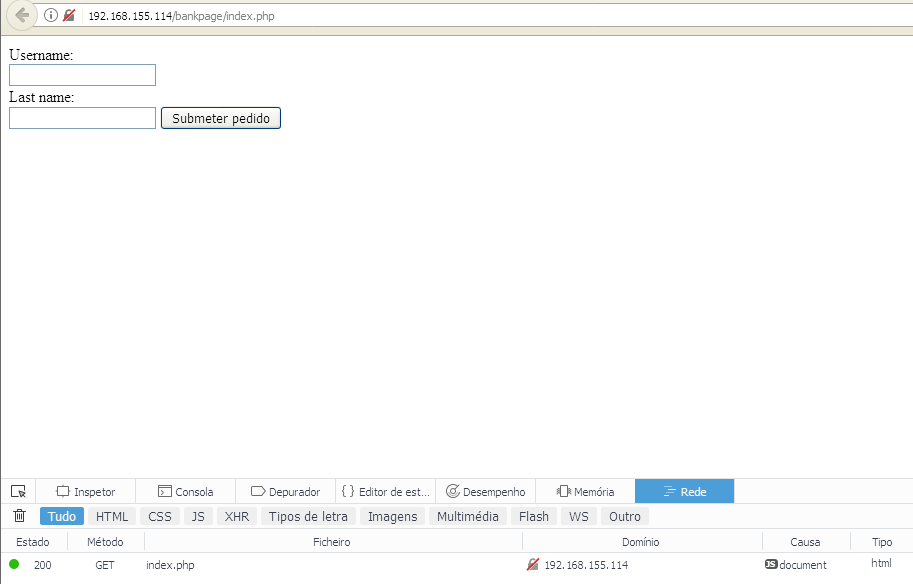 192.168.155.114/bankpage/index.php
Username:
Last name:
Submeter pedido
Inspetor Consola Depurador { } Editor de est... Desempenho Memória Rede
Tudo HTML CSS JS XHR Tipos de letra Imagens Multimédia Flash WS Outro
Estado Método Ficheiro Domínio Causa Tipo
200 GET index.php 192.168.155.114 JS document html